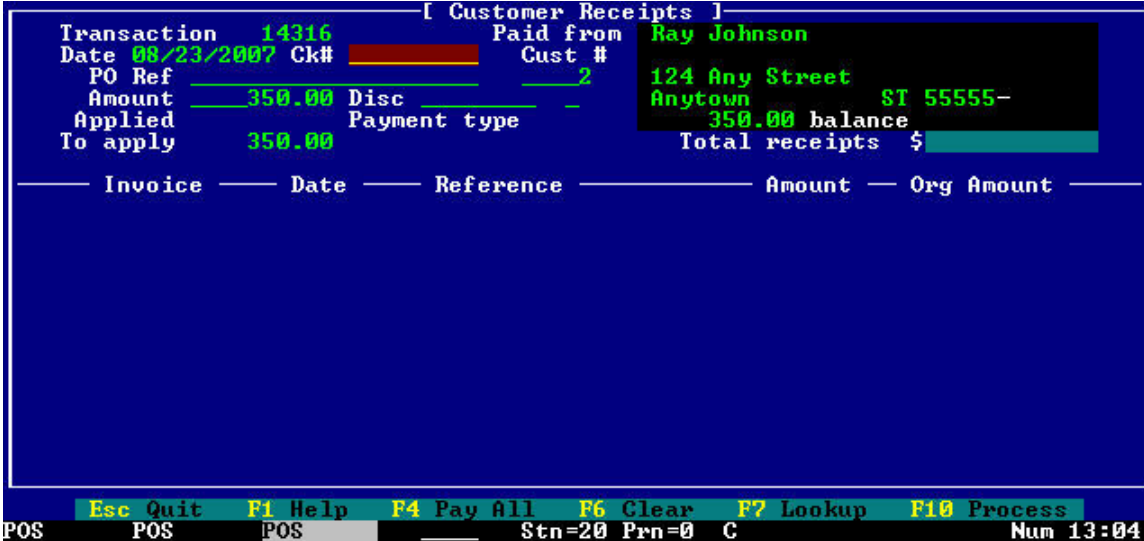 [ Customer Receipts ]
Transaction 14316 Paid from Ray Johnson
Date 08/23/2007 Ck# Cust #
PO Ref 2 124 Any Street
Amount 350.00 Disc Anytown ST 55555-
Applied Payment type 350.00 balance
To apply 350.00 Total receipts $
Invoice Date Reference Amount Org Amount
Esc Quit F1 Help F4 Pay All F6 Clear F7 Lookup F10 Process
POS POS POS Stn=20 Prn=0 C Num 13:04